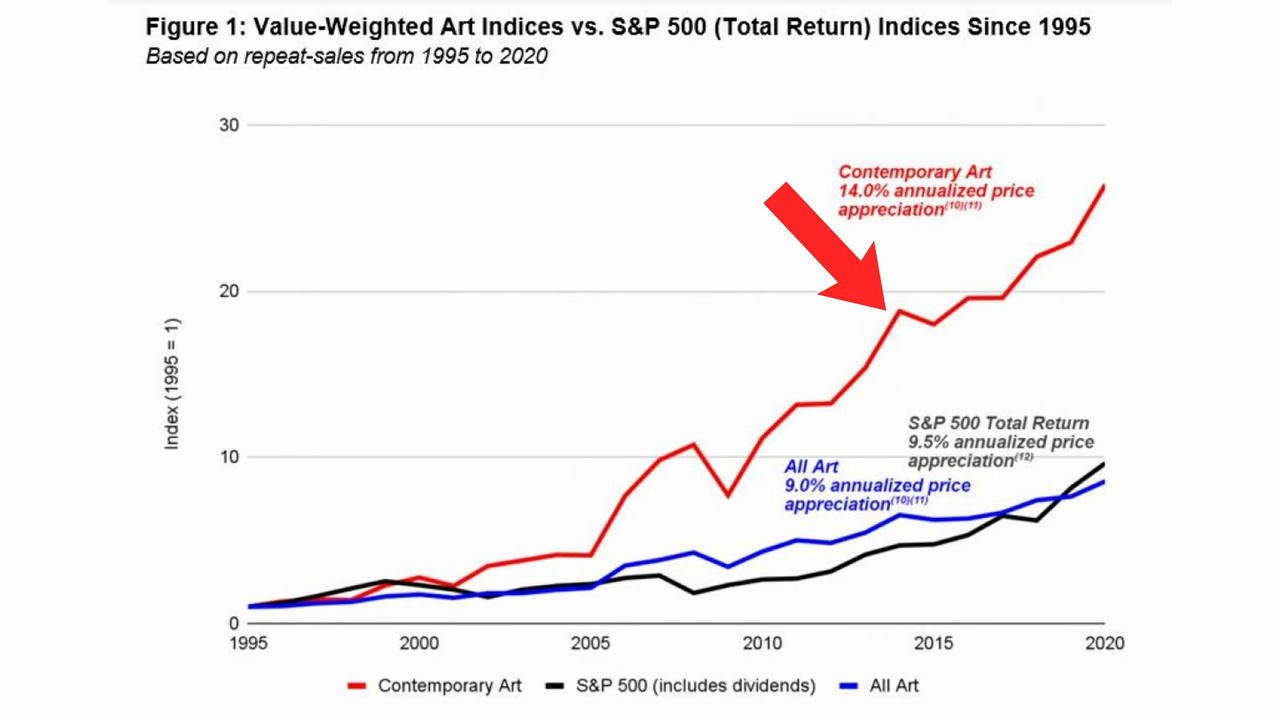 Figure 1: Value-Weighted Art Indices vs. S&P 500 (Total Return) Indices Since 1995
Based on repeat-sales from 1995 to 2020
30
Contemporary Art
14.0% annualized price
appreciation(10)(11)
20
Index (1995 = 1)
S&P 500 Total Return
9.5% annualized price
appreciation(12)
10
All Art
9.0% annualized price
appreciation(10)(11)
0
1995 2000 2005 2010 2015 2020
Contemporary Art S&P 500 (includes dividends) All Art